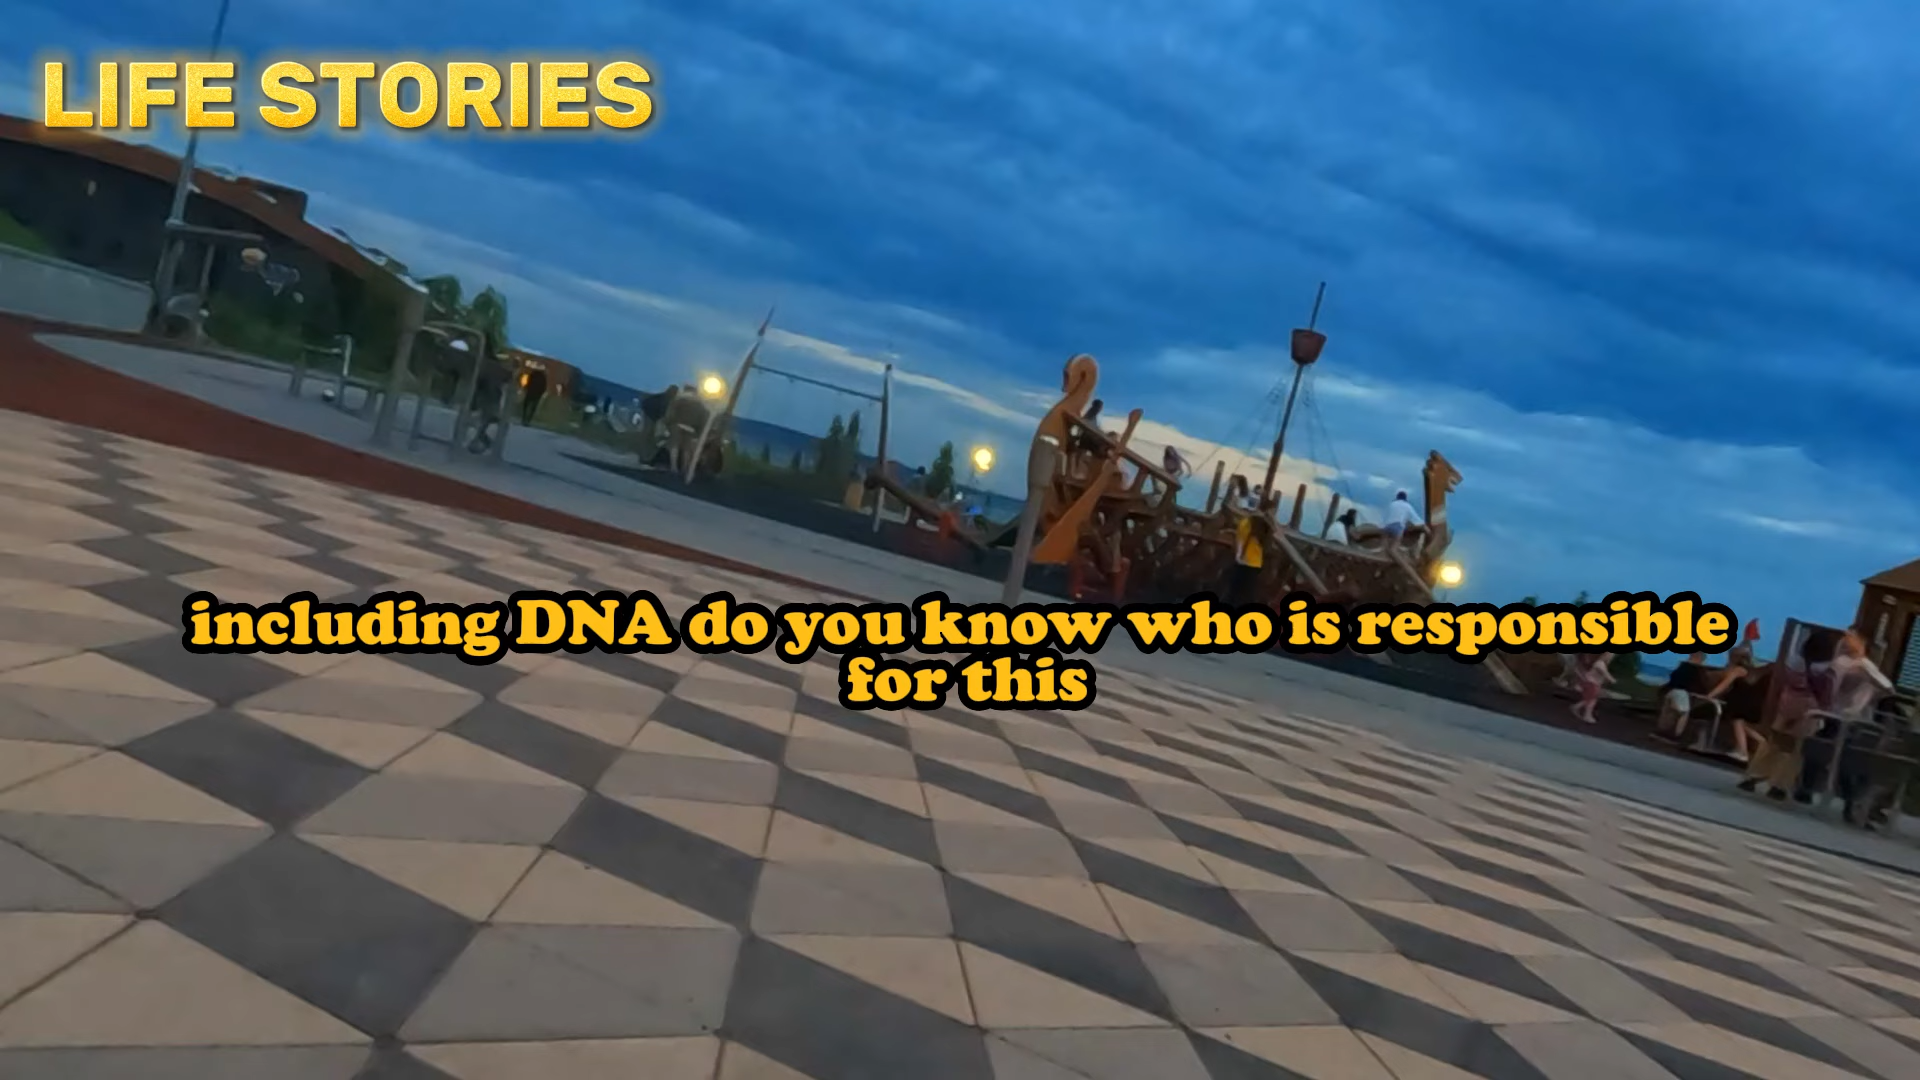 LIFE STORIES
including DNA do you know who is responsible
for this